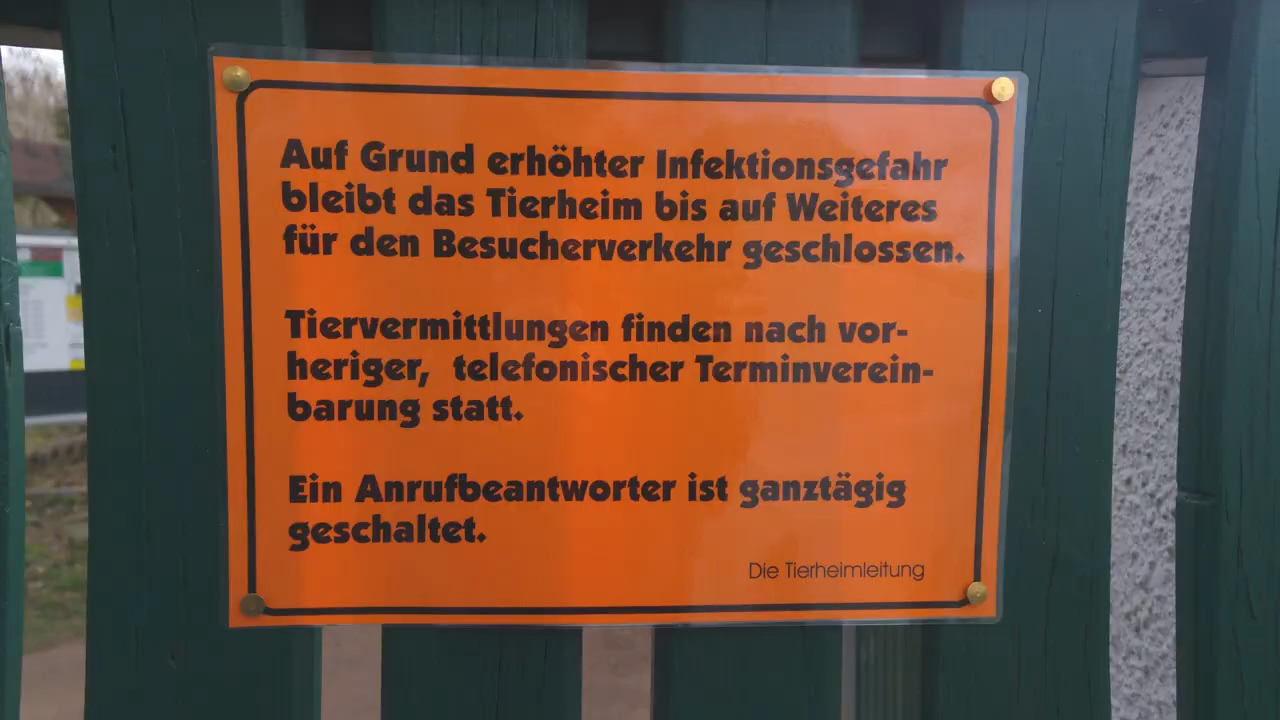 Auf Grund erhöhter Infektionsgefahr
bleibt das Tierheim bis auf Weiteres
für den Besucherverkehr geschlossen.
Tiervermittlungen finden nach vor-
heriger, telefonischer Terminverein-
barung statt.
Ein Anrufbeantworter ist ganztägig
geschaltet.
Die Tierheimleitung